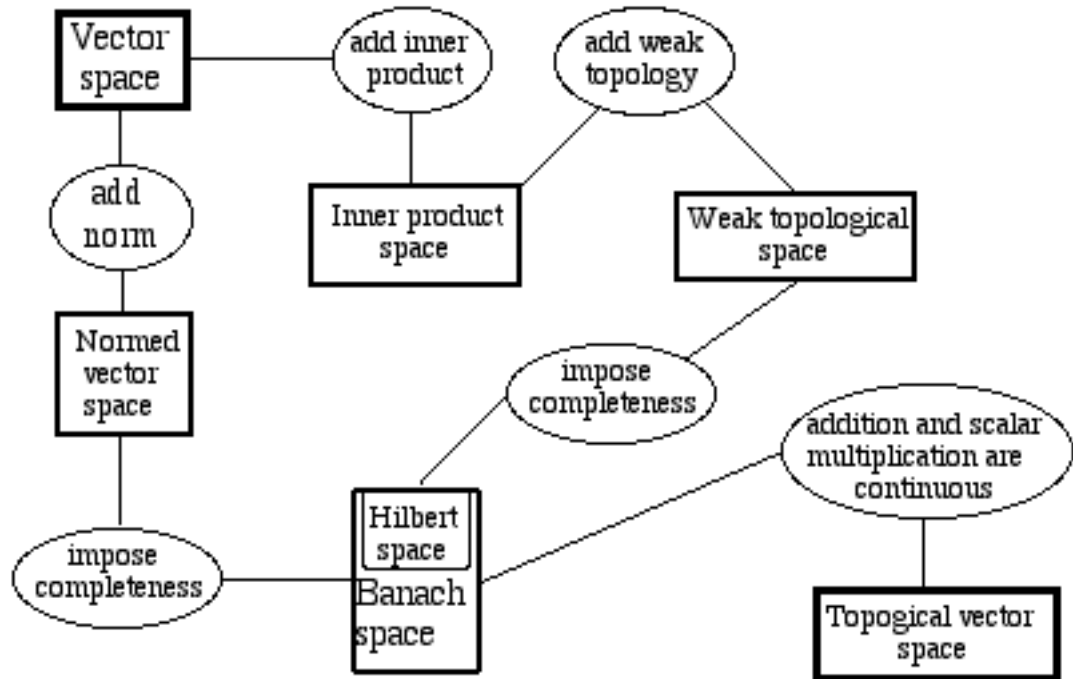 Vector
space
add inner
product
add weak
topology
add
norm
Inner product
space
Weak topological
space
Normed
vector
space
impose
completeness
addition and scalar
multiplication are
continuous
Hilbert
space
Banach
space
impose
completeness
Topogical vector
space